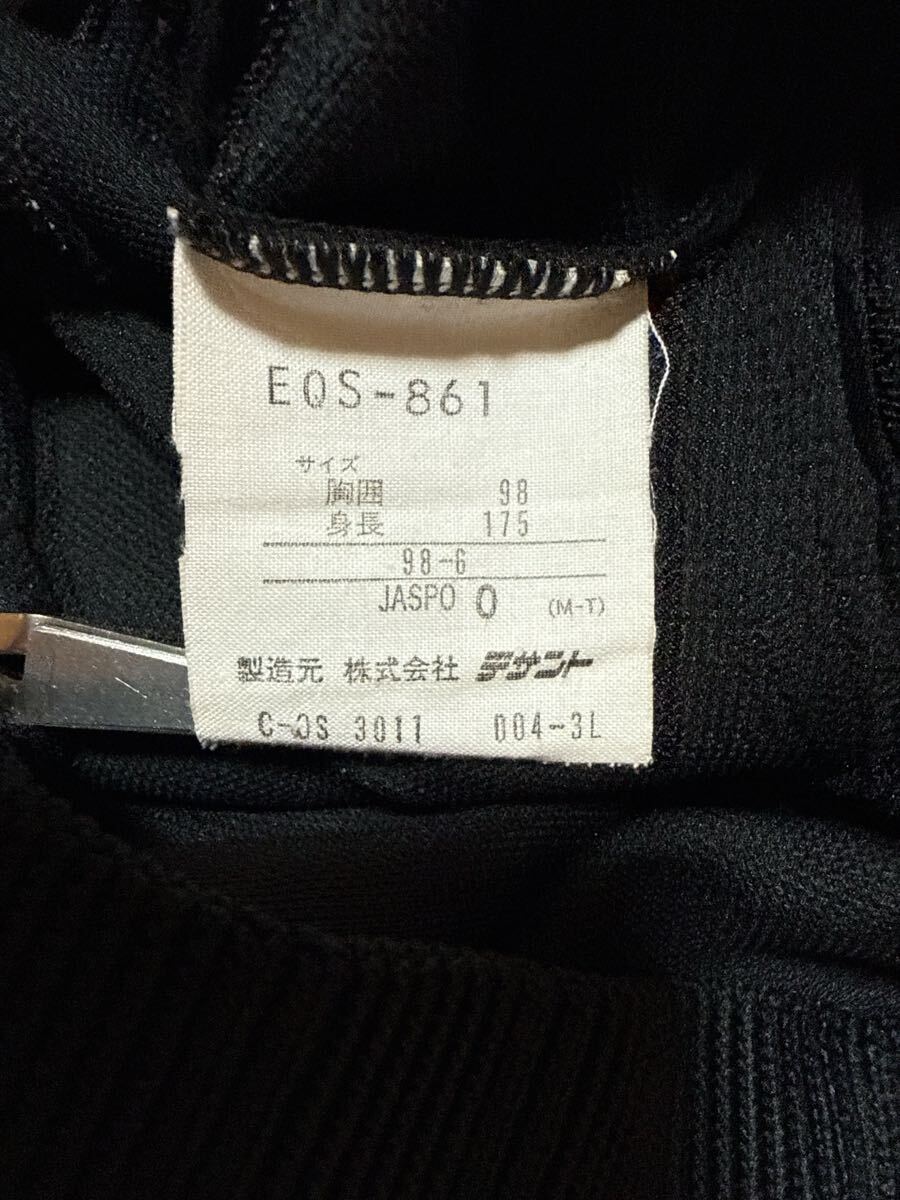 EOS-861
サイズ
胸囲 98
身長 175
98-6
JASPO O (M-T)
製造元 株式会社 デサント
C-OS 3011 004-3L